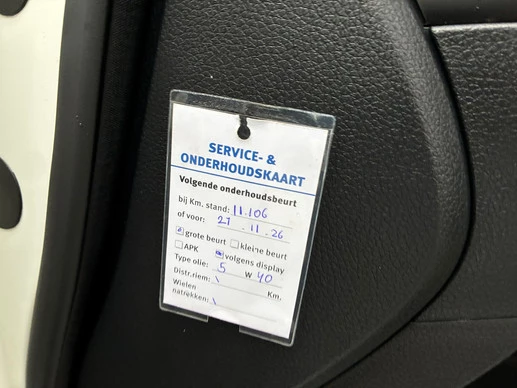 SERVICE- &
ONDERHOUDSKAART
Volgende onderhoudsbeurt
bij Km. stand: 11.106
of voor: 21 . 11 . 26
grote beurt kleine beurt
APK volgens display
Type olie: 5 W 40
Distr.riem: \ Km.
Wielen
natrekken: \